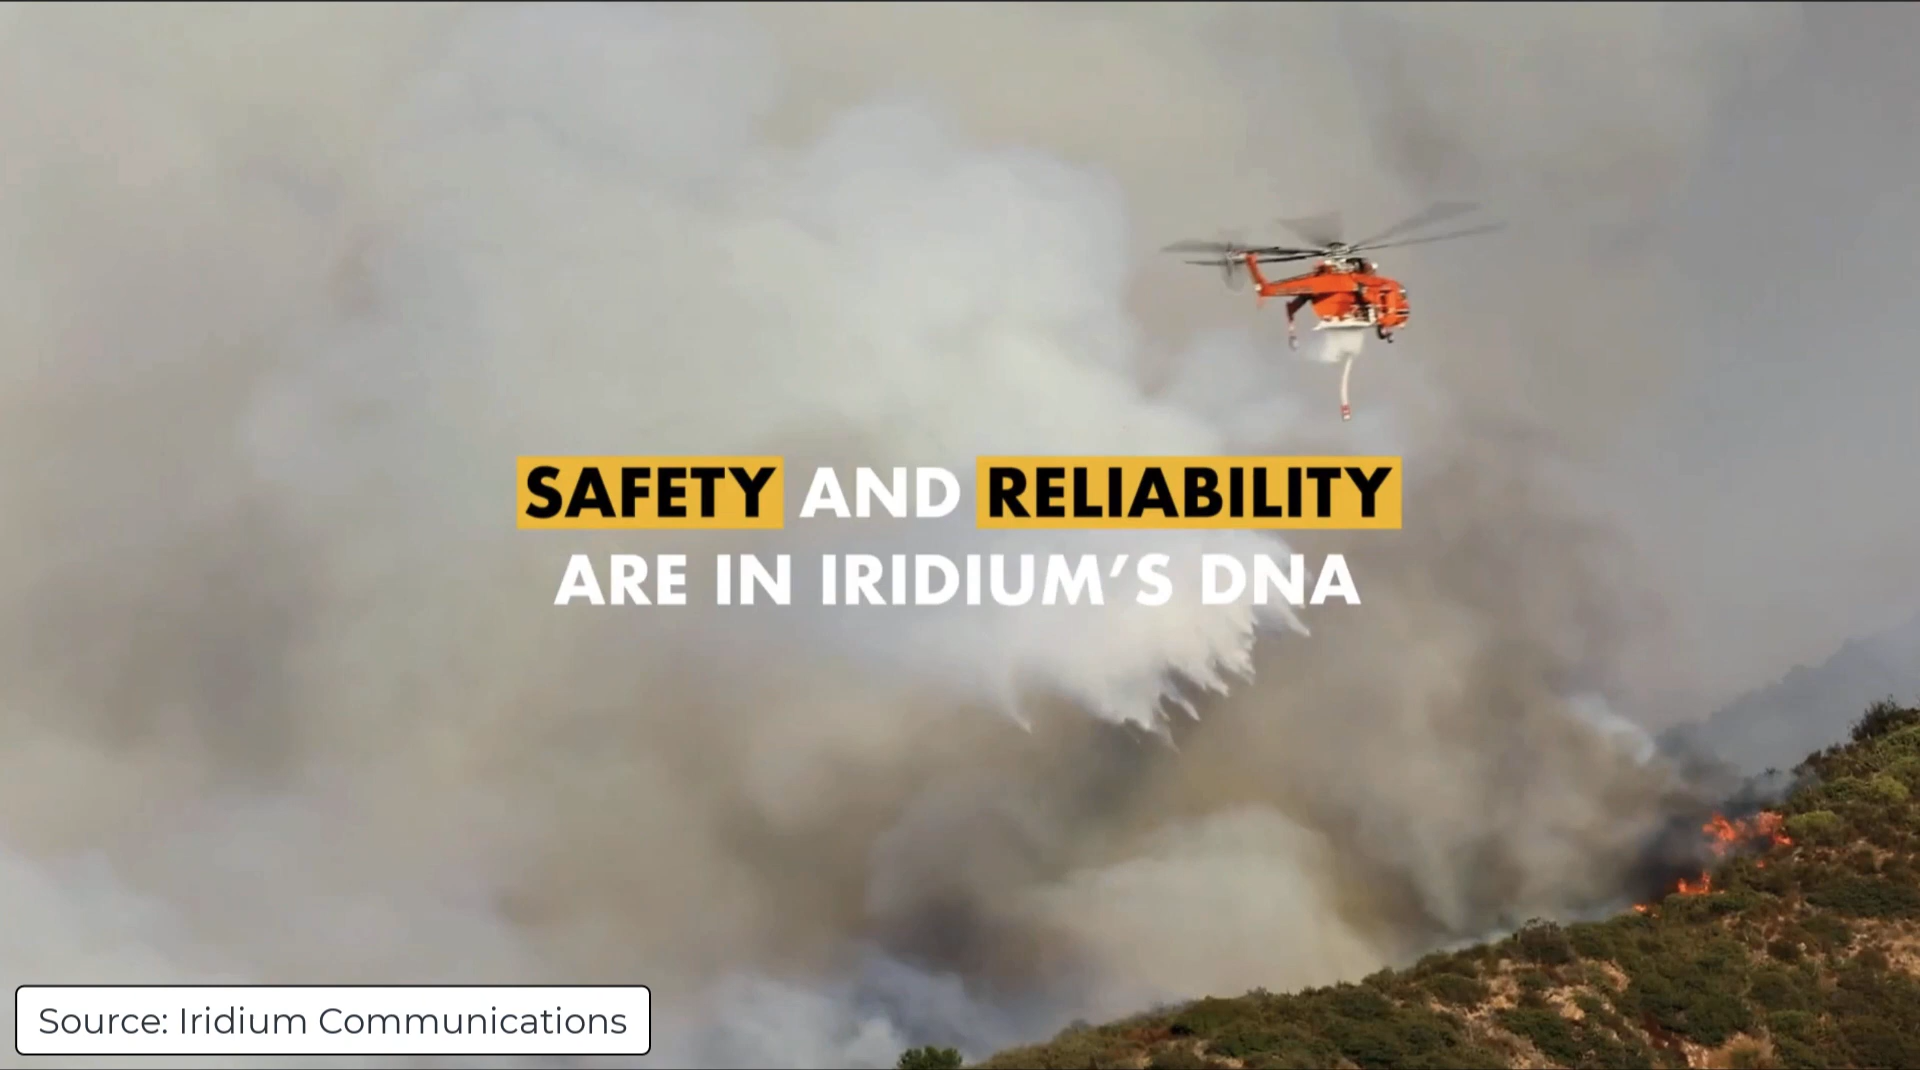 SAFETY AND RELIABILITY
ARE IN IRIDIUM'S DNA
Source: Iridium Communications